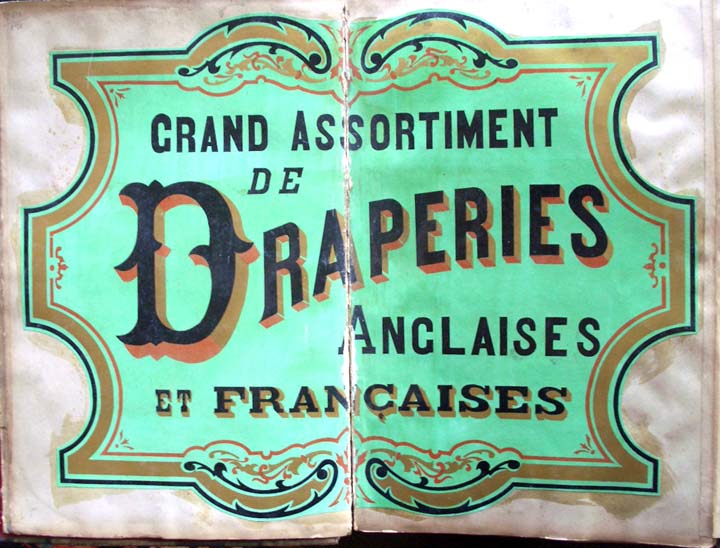 GRAND ASSORTIMENT
DE
DRAPERIES
ANGLAISES
ET FRANÇAISES